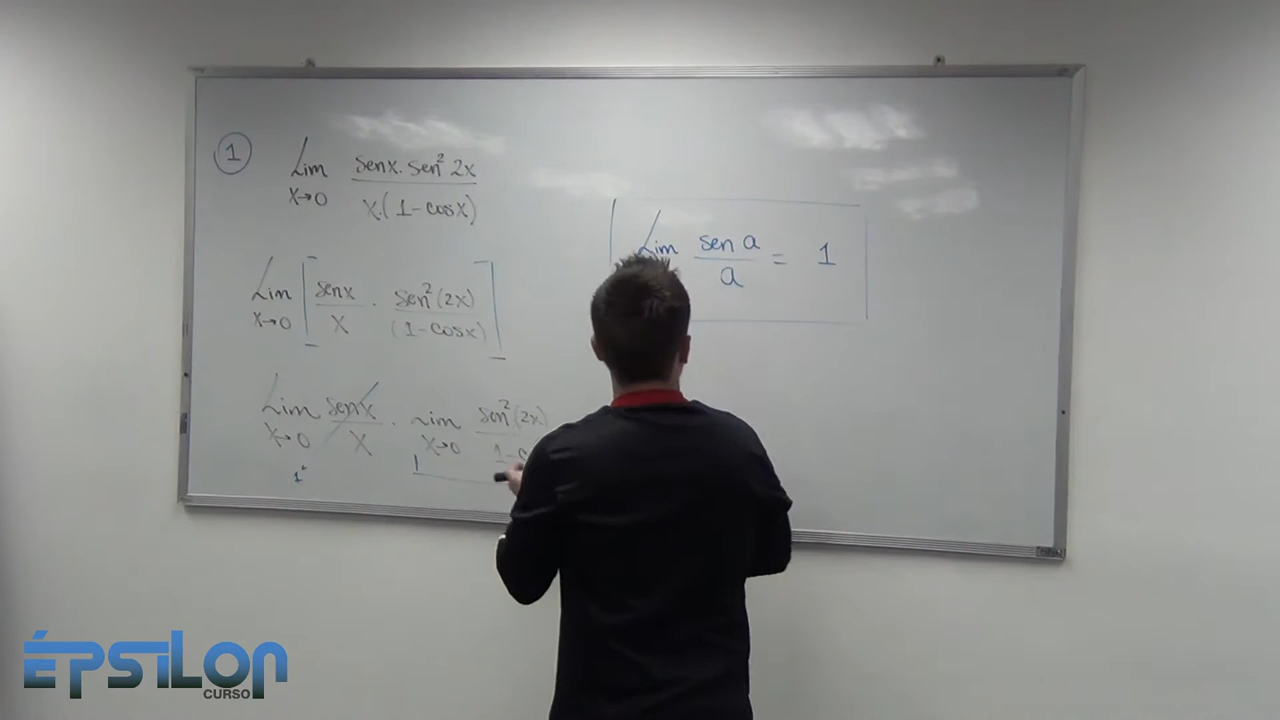 1
Lim senx. sen² 2x
x→0 x.(1-cosx)
Lim [senx/x . sen²(2x)/(1-cosx)]
x→0
Lim senx/x . Lim sen²(2x)
x→0 x→0 1-c
1
Lim sen a/a = 1
ÉPSILON
CURSO